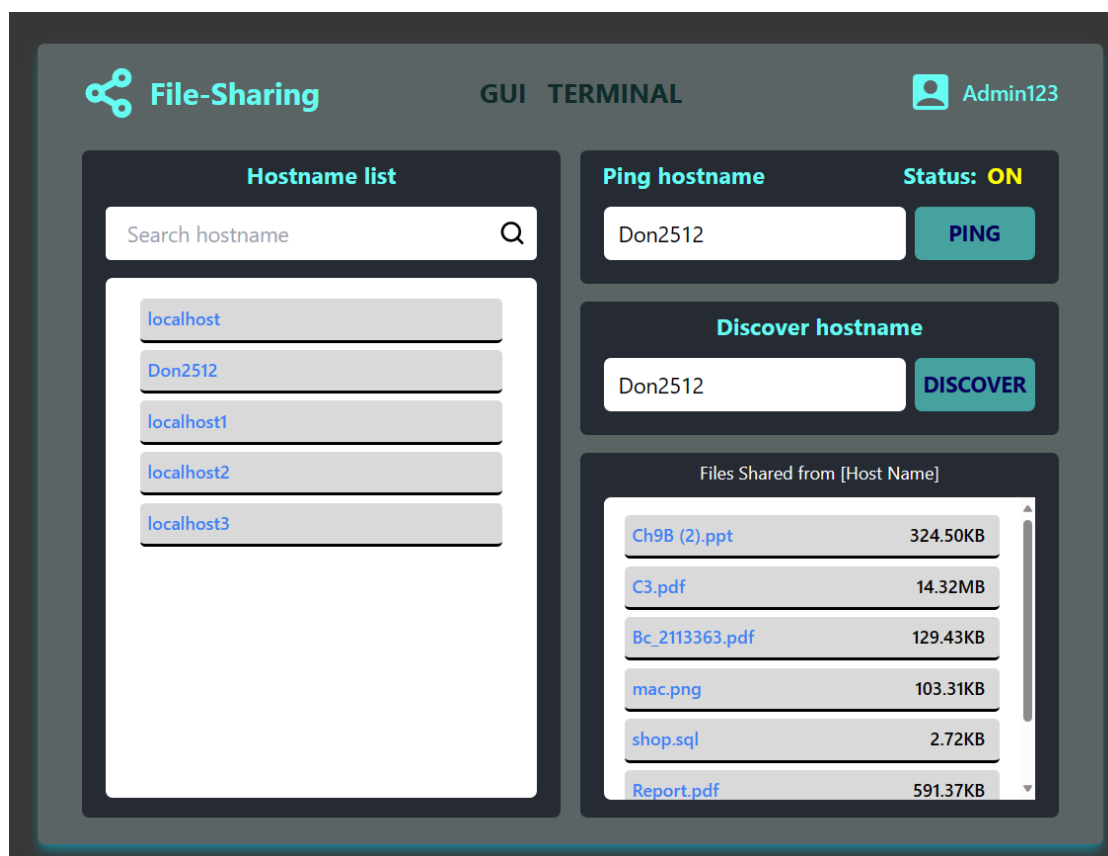 File-Sharing
GUI TERMINAL
Admin123
Hostname list
Search hostname
localhost
Don2512
localhost1
localhost2
localhost3
Ping hostname
Status: ON
Don2512
PING
Discover hostname
Don2512
DISCOVER
Files Shared from [Host Name]
Ch9B (2).ppt 324.50KB
C3.pdf 14.32MB
Bc_2113363.pdf 129.43KB
mac.png 103.31KB
shop.sql 2.72KB
Report.pdf 591.37KB